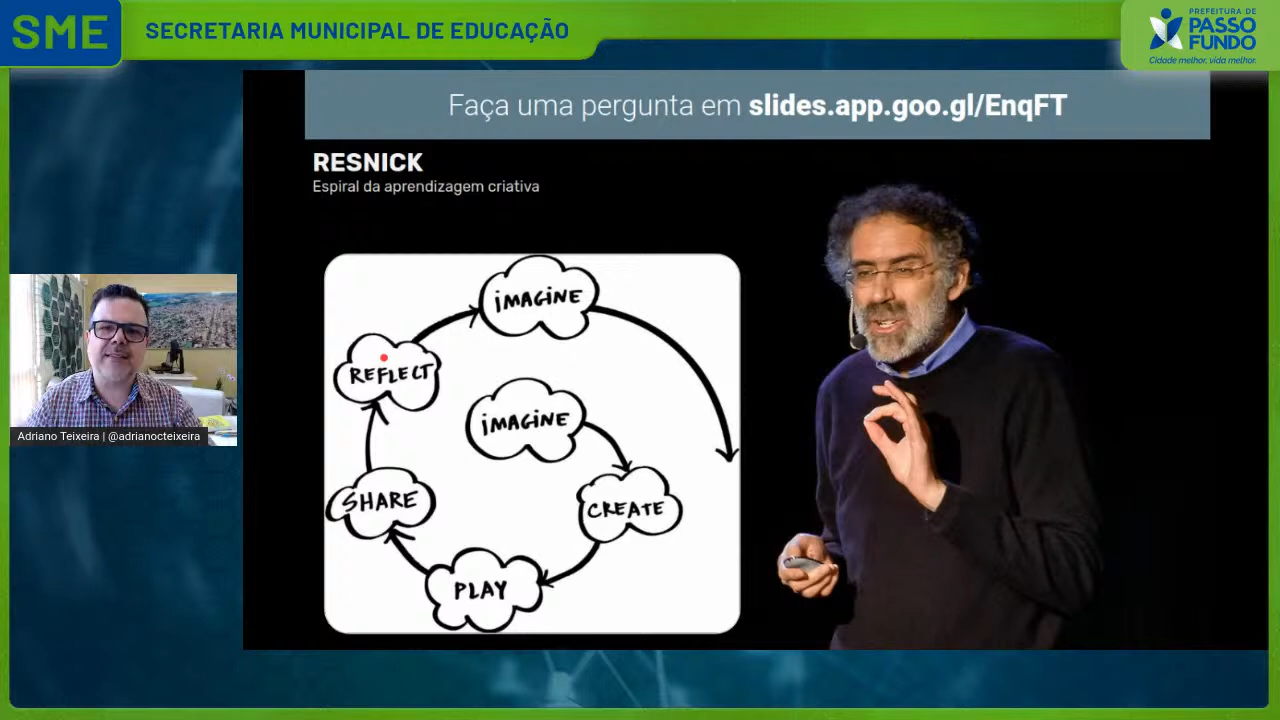 SME
SECRETARIA MUNICIPAL DE EDUCAÇÃO
PREFEITURA DE
PASSO
FUNDO
Cidade melhor, vida melhor.
Faça uma pergunta em slides.app.goo.gl/EnqFT
RESNICK
Espiral da aprendizagem criativa
iMAGiNE
REFLECT
iMAGiNE
SHARE
CREATE
PLAY
Adriano Teixeira | @adrianocteixeira